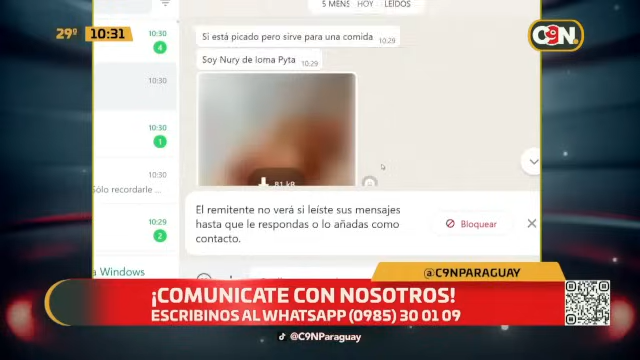 29º 10:31
C9N.
5 MENS HOY LEÍDOS
10:30
4
Si está picado pero sirve para una comida 10:29
Soy Nury de loma Pyta 10:29
10:30
10:30
1
81 kB
10:30
Sólo recordarle ...
El remitente no verá si leíste sus mensajes
hasta que le respondas o lo añadas como
contacto.
Bloquear
10:29
2
a Windows
@C9NPARAGUAY
¡COMUNICATE CON NOSOTROS!
ESCRIBINOS AL WHATSAPP (0985) 30 01 09
@C9NParaguay